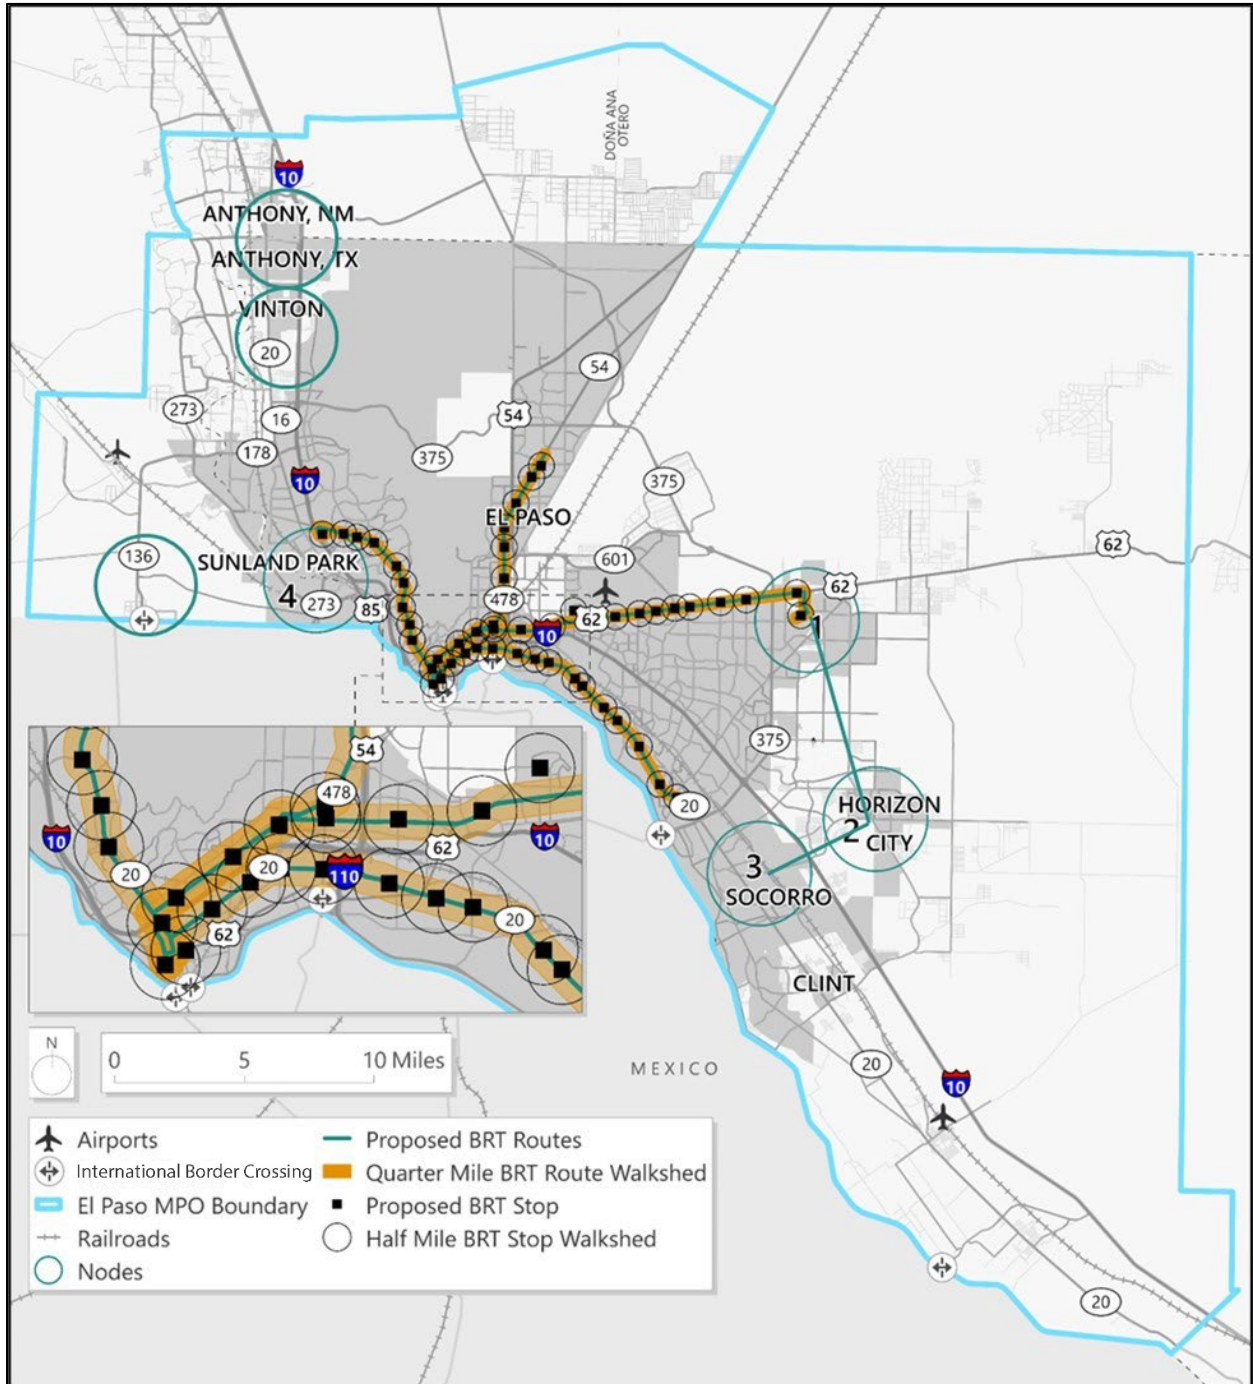 DOÑA ANA
OTERO
10
ANTHONY, NM
ANTHONY, TX
VINTON
20
54
273
16
54
178
375
10
375
EL PASO
62
136
SUNLAND PARK
601
4
273
85
478
62
62
10
1
375
20
HORIZON
2
CITY
3
SOCORRO
CLINT
54
478
10
62
10
20
20
110
62
20
N
0 5 10 Miles
MEXICO
20
10
20
Airports
International Border Crossing
El Paso MPO Boundary
Railroads
Nodes
Proposed BRT Routes
Quarter Mile BRT Route Walkshed
Proposed BRT Stop
Half Mile BRT Stop Walkshed